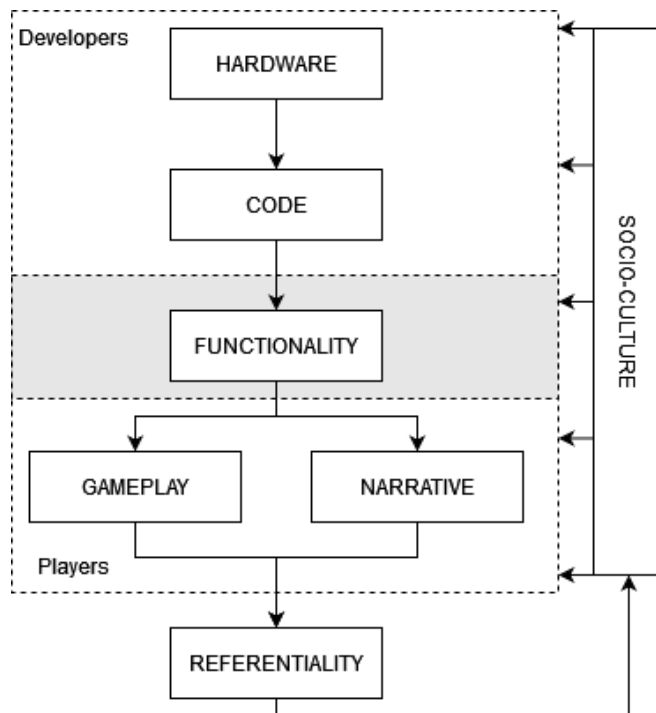 Developers
HARDWARE
CODE
FUNCTIONALITY
SOCIO-CULTURE
GAMEPLAY
NARRATIVE
Players
REFERENTIALITY